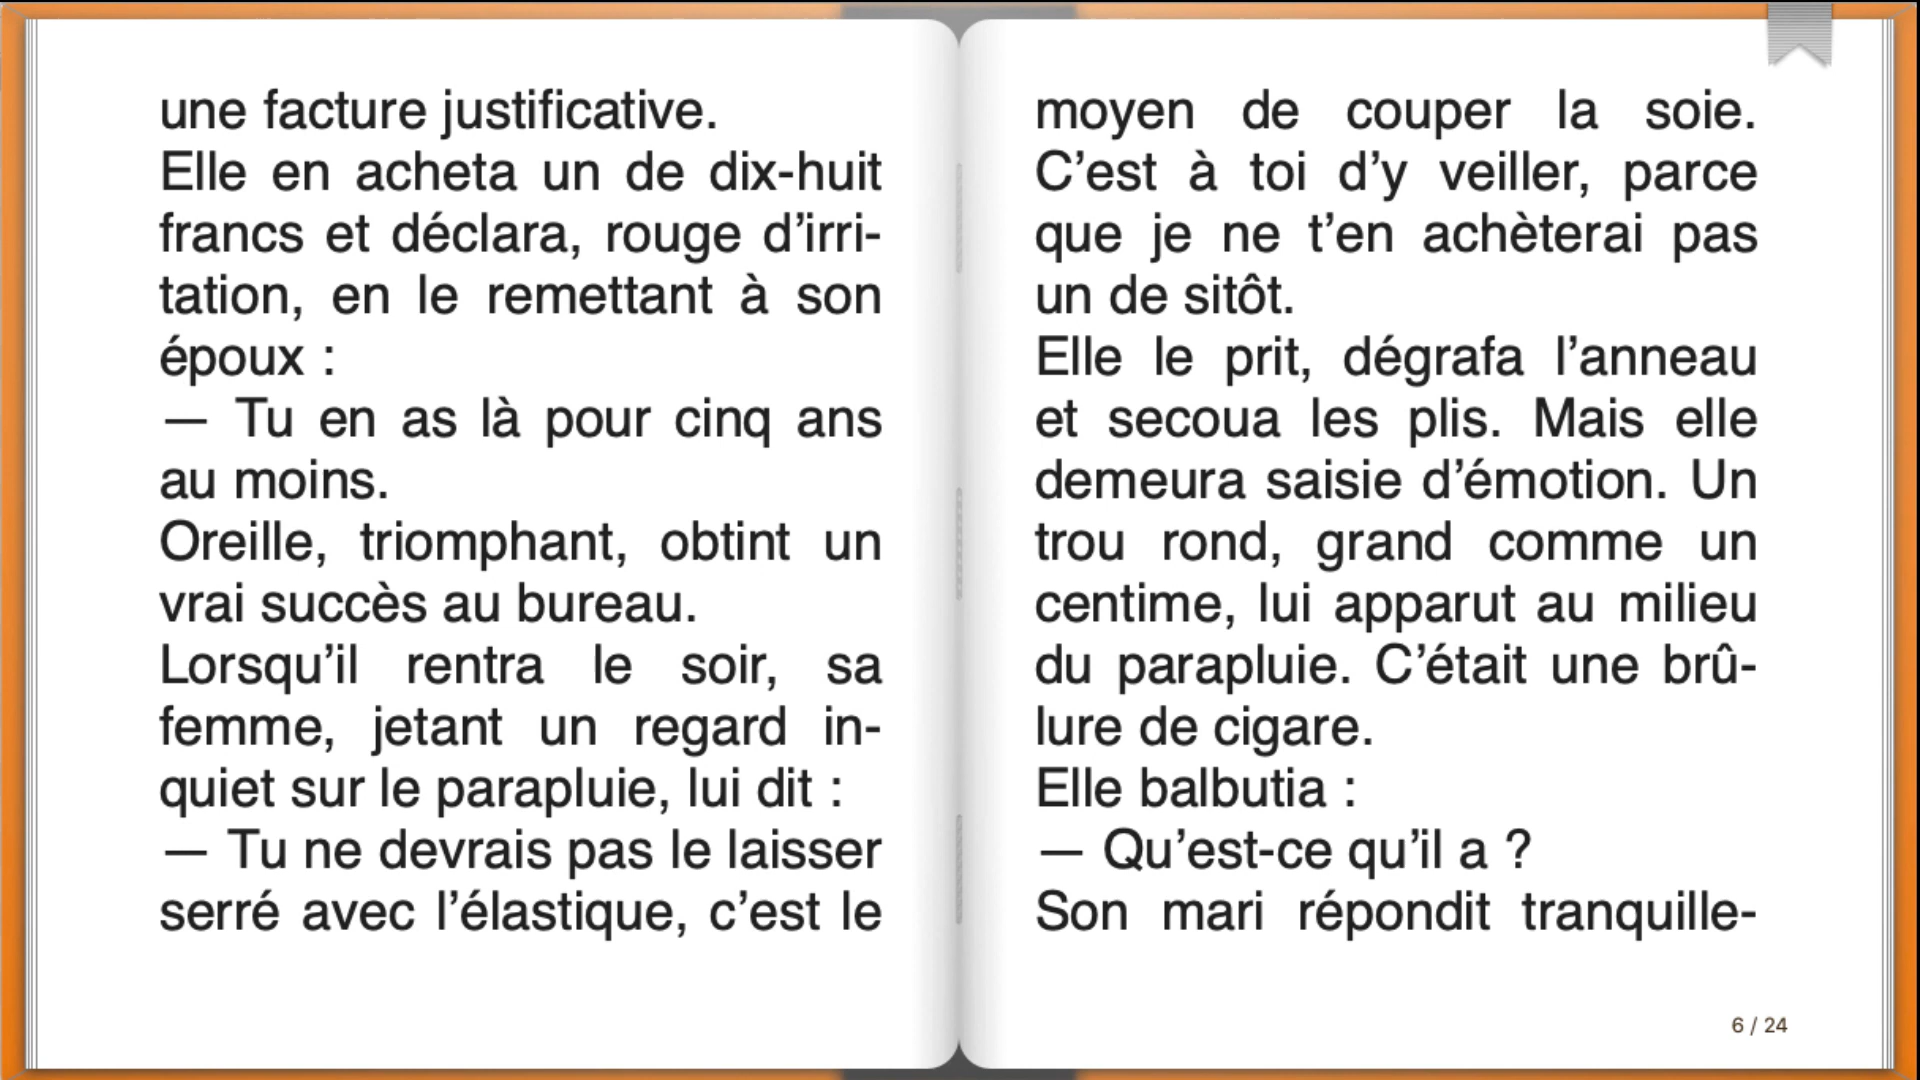 une facture justificative.
Elle en acheta un de dix-huit
francs et déclara, rouge d’irri-
tation, en le remettant à son
époux :
— Tu en as là pour cinq ans
au moins.
Oreille, triomphant, obtint un
vrai succès au bureau.
Lorsqu’il rentra le soir, sa
femme, jetant un regard in-
quiet sur le parapluie, lui dit :
— Tu ne devrais pas le laisser
serré avec l’élastique, c’est le
moyen de couper la soie.
C’est à toi d’y veiller, parce
que je ne t’en achèterai pas
un de sitôt.
Elle le prit, dégrafa l’anneau
et secoua les plis. Mais elle
demeura saisie d’émotion. Un
trou rond, grand comme un
centime, lui apparut au milieu
du parapluie. C’était une brû-
lure de cigare.
Elle balbutia :
— Qu’est-ce qu’il a ?
Son mari répondit tranquille-
6 / 24